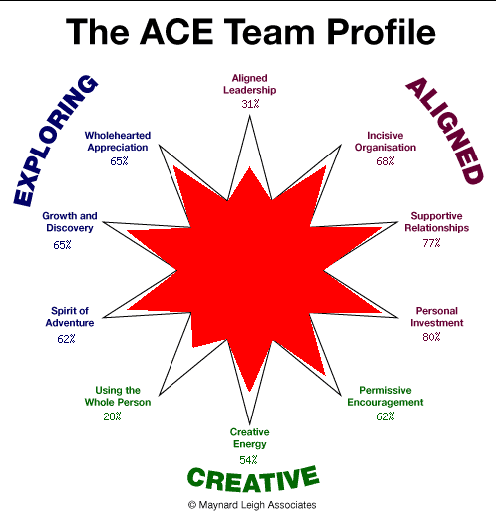 The ACE Team Profile
EXPLORING
ALIGNED
Aligned
Leadership
31%
Wholehearted
Appreciation
65%
Incisive
Organisation
68%
Growth and
Discovery
65%
Supportive
Relationships
77%
Spirit of
Adventure
62%
Personal
Investment
80%
Using the
Whole Person
20%
Permissive
Encouragement
62%
Creative
Energy
54%
CREATIVE
© Maynard Leigh Associates